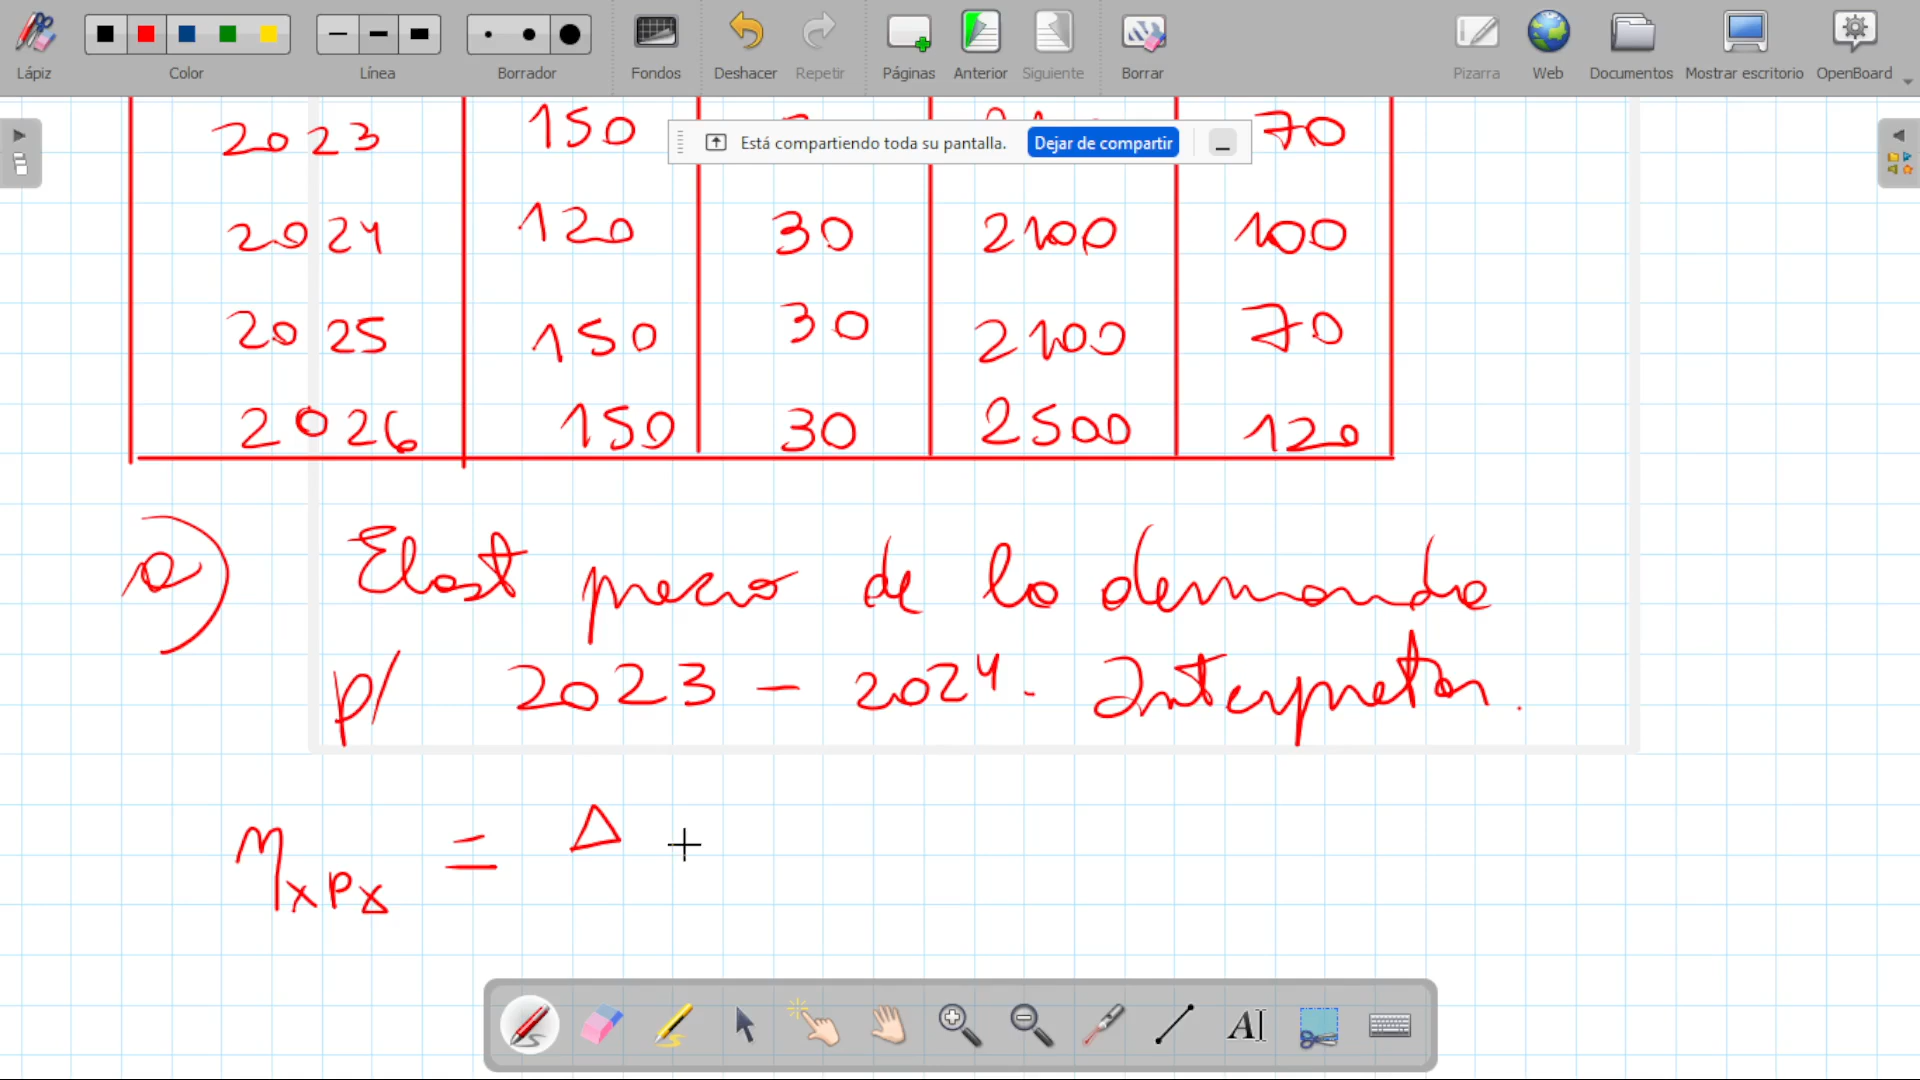 Lápiz Color Línea Borrador Fondos Deshacer Repetir Páginas Anterior Siguiente Borrar Pizarra Web Documentos Mostrar escritorio OpenBoard
Está compartiendo toda su pantalla. Dejar de compartir
2023 150 70
2024 120 30 2100 100
2025 150 30 2100 70
2026 150 30 2500 120
a) Elast precio de la demanda
p/ 2023 - 2024. Interpretar.
η x P x = Δ
AI